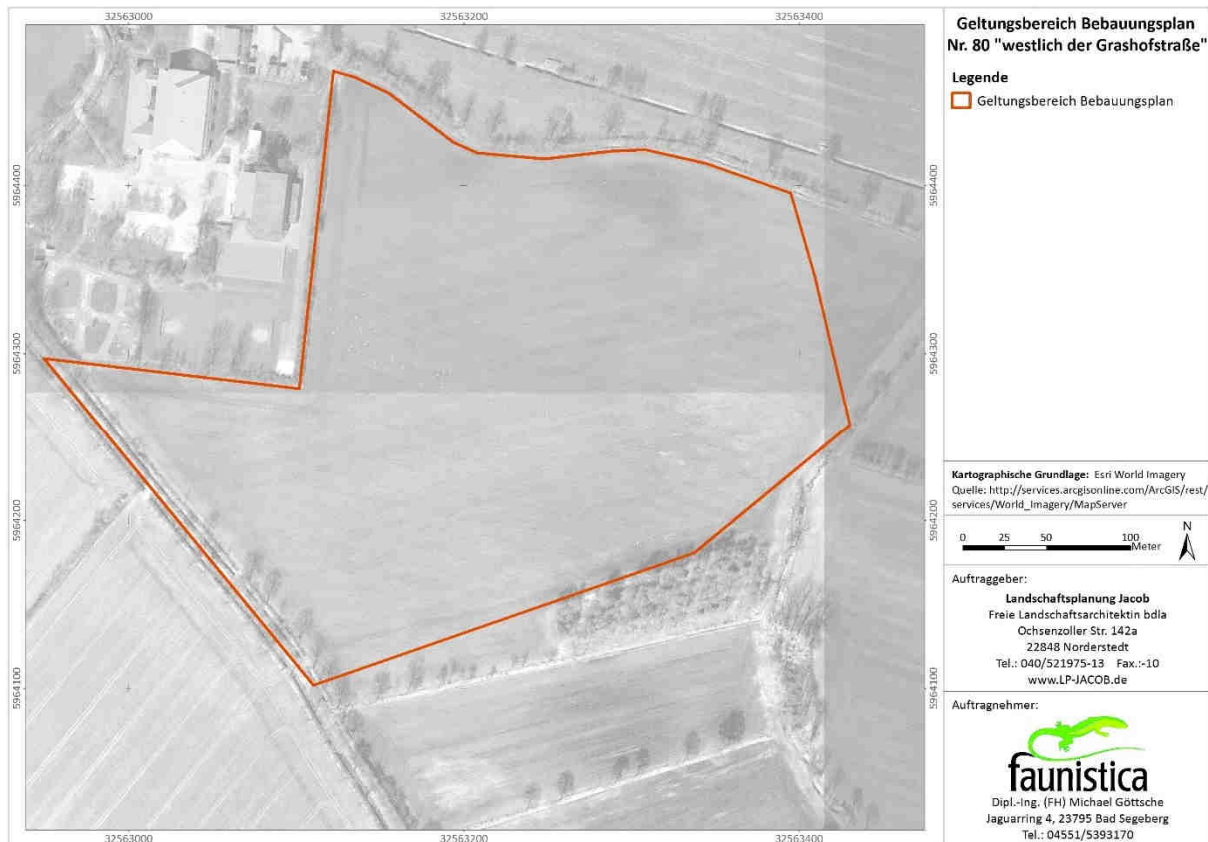 32563000 32563200 32563400
5964400 5964400
5964300 5964300
5964200 5964200
5964100 5964100
32563000 32563200 32563400
Geltungsbereich Bebauungsplan
Nr. 80 "westlich der Grashofstraße"
Legende
Geltungsbereich Bebauungsplan
Kartographische Grundlage: Esri World Imagery
Quelle: http://services.arcgisonline.com/ArcGIS/rest/
services/World_Imagery/MapServer
0 25 50 100
Meter
N
Auftraggeber:
Landschaftsplanung Jacob
Freie Landschaftsarchitektin bdla
Ochsenzoller Str. 142a
22848 Norderstedt
Tel.: 040/521975-13 Fax.:-10
www.LP-JACOB.de
Auftragnehmer:
faunistica
Dipl.-Ing. (FH) Michael Göttsche
Jaguarring 4, 23795 Bad Segeberg
Tel.: 04551/5393170